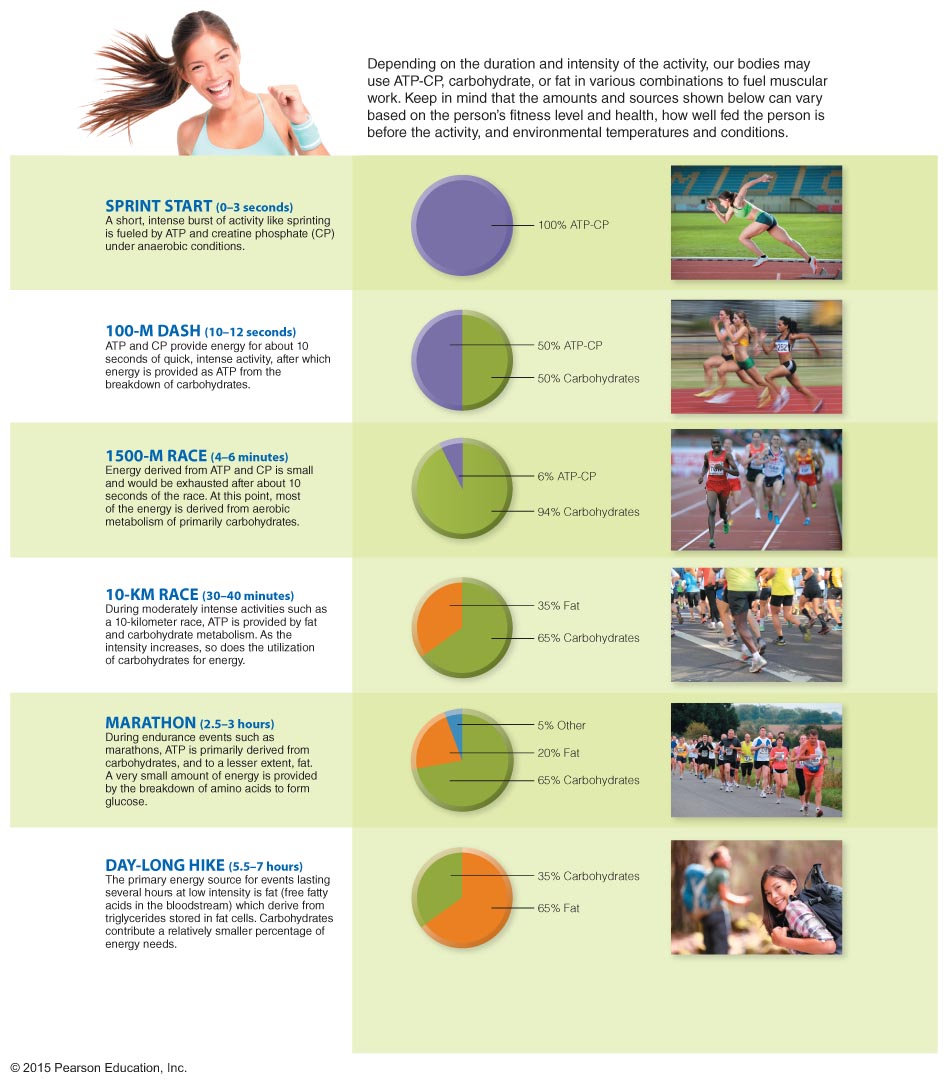 Depending on the duration and intensity of the activity, our bodies may
use ATP-CP, carbohydrate, or fat in various combinations to fuel muscular
work. Keep in mind that the amounts and sources shown below can vary
based on the person's fitness level and health, how well fed the person is
before the activity, and environmental temperatures and conditions.
SPRINT START (0–3 seconds)
A short, intense burst of activity like sprinting
is fueled by ATP and creatine phosphate (CP)
under anaerobic conditions.
100% ATP-CP
100-M DASH (10–12 seconds)
ATP and CP provide energy for about 10
seconds of quick, intense activity, after which
energy is provided as ATP from the
breakdown of carbohydrates.
50% ATP-CP
50% Carbohydrates
1500-M RACE (4–6 minutes)
Energy derived from ATP and CP is small
and would be exhausted after about 10
seconds of the race. At this point, most
of the energy is derived from aerobic
metabolism of primarily carbohydrates.
6% ATP-CP
94% Carbohydrates
10-KM RACE (30–40 minutes)
During moderately intense activities such as
a 10-kilometer race, ATP is provided by fat
and carbohydrate metabolism. As the
intensity increases, so does the utilization
of carbohydrates for energy.
35% Fat
65% Carbohydrates
MARATHON (2.5–3 hours)
During endurance events such as
marathons, ATP is primarily derived from
carbohydrates, and to a lesser extent, fat.
A very small amount of energy is provided
by the breakdown of amino acids to form
glucose.
5% Other
20% Fat
65% Carbohydrates
DAY-LONG HIKE (5.5–7 hours)
The primary energy source for events lasting
several hours at low intensity is fat (free fatty
acids in the bloodstream) which derive from
triglycerides stored in fat cells. Carbohydrates
contribute a relatively smaller percentage of
energy needs.
35% Carbohydrates
65% Fat
© 2015 Pearson Education, Inc.